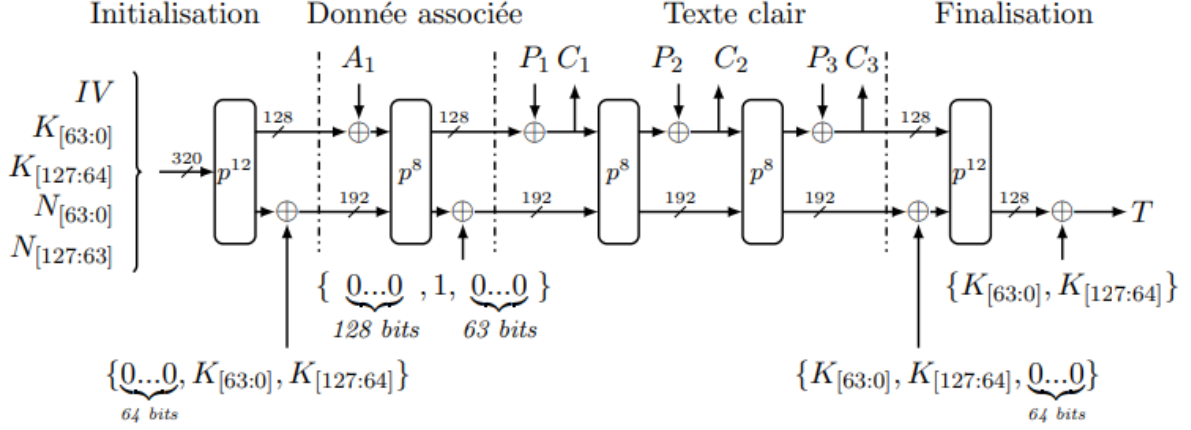 Initialisation Donnée associée Texte clair Finalisation
A₁ P₁ C₁ P₂ C₂ P₃ C₃
IV
K[63:0]
K[127:64]
N[63:0]
N[127:63]
320 p¹² 128 192 p⁸ 128 192 p⁸ 192 p⁸ 192 128 p¹² 128 T
{ 0...0 , 1, 0...0 }
128 bits 63 bits
{K[63:0], K[127:64]}
{0...0, K[63:0], K[127:64]}
64 bits
{K[63:0], K[127:64], 0...0}
64 bits